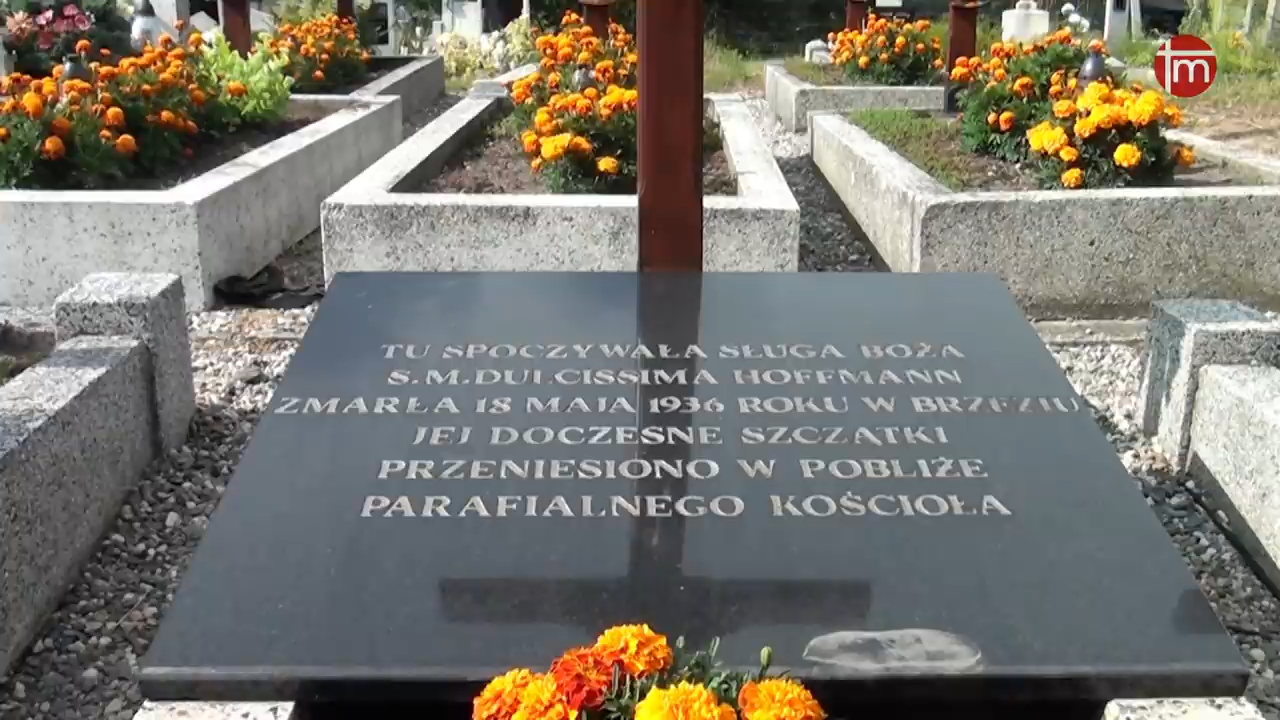 TU SPOCZYWAŁA SŁUGA BOŻA
S.M.DULCISSIMA HOFFMANN
ZMARŁA 18 MAJA 1936 ROKU W BRZEZIU
JEJ DOCZESNE SZCZĄTKI
PRZENIESIONO W POBLIŻE
PARAFIALNEGO KOŚCIOŁA
m